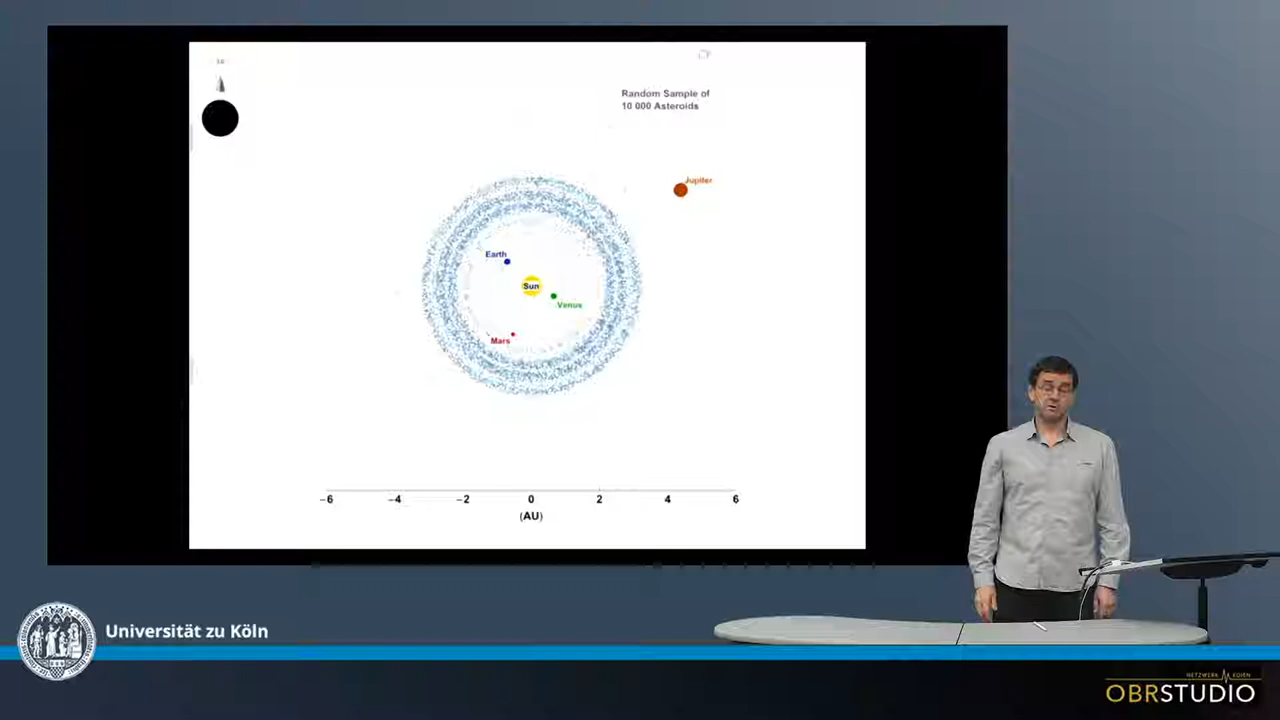 Random Sample of
10 000 Asteroids
Jupiter
Earth
Sun
Venus
Mars
−6 −4 −2 0 2 4 6
(AU)
Universität zu Köln
NETZWERK MEDIEN
OBRSTUDIO